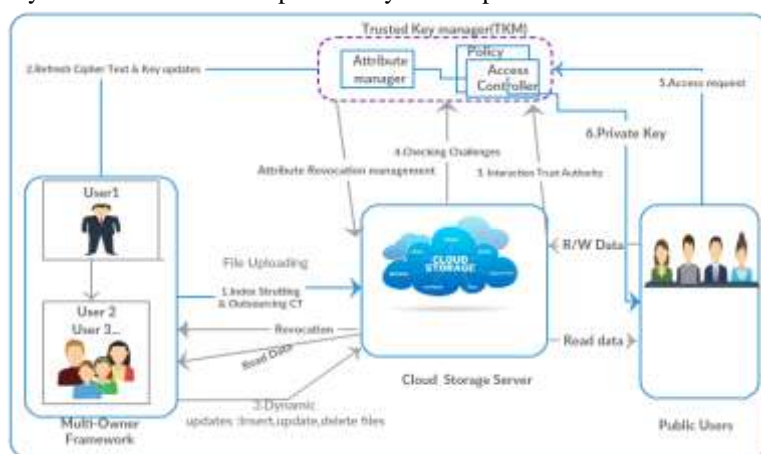 Trusted Key manager(TKM)
Policy
Attribute
manager
Access
Controller
2.Refresh Cipher Text & Key updates
5.Access request
6.Private Key
4.Checking Challenges
Attribute Revocation management
3. Interaction Trust Authority
User1
File Uploading
CLOUD
STORAGE
R/W Data
1.Index
& Outsourcing CT
User 2
User 3...
Revocation
Read Data
Read data
Cloud Storage Server
3.Dynamic
updates :Insert,update,delete files
Multi-Owner
Framework
Public Users